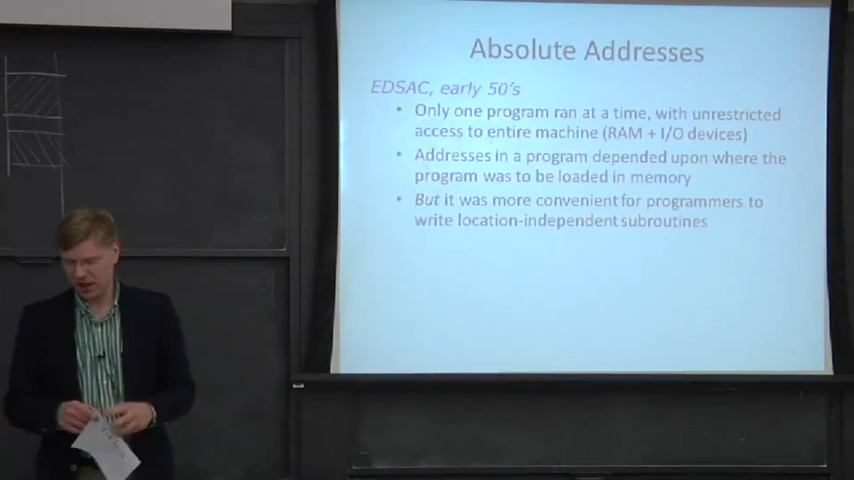 Absolute Addresses
EDSAC, early 50's
• Only one program ran at a time, with unrestricted
access to entire machine (RAM + I/O devices)
• Addresses in a program depended upon where the
program was to be loaded in memory
• But it was more convenient for programmers to
write location-independent subroutines